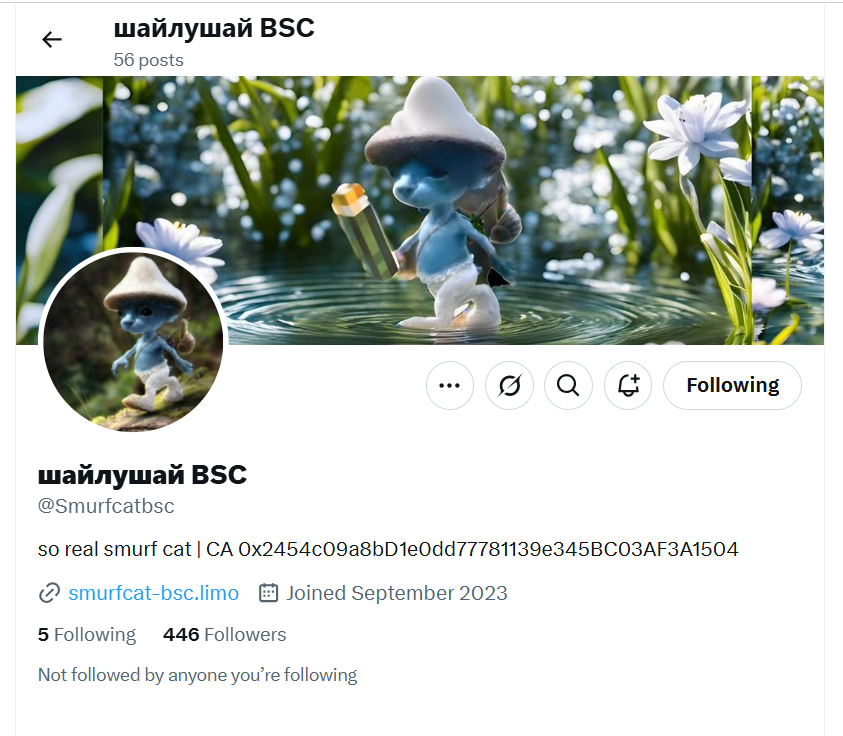 шайлушай BSC
56 posts
Following
шайлушай BSC
@Smurfcatbsc
so real smurf cat | CA 0x2454c09a8bD1e0dd77781139e345BC03AF3A1504
smurfcat-bsc.limo Joined September 2023
5 Following 446 Followers
Not followed by anyone you’re following